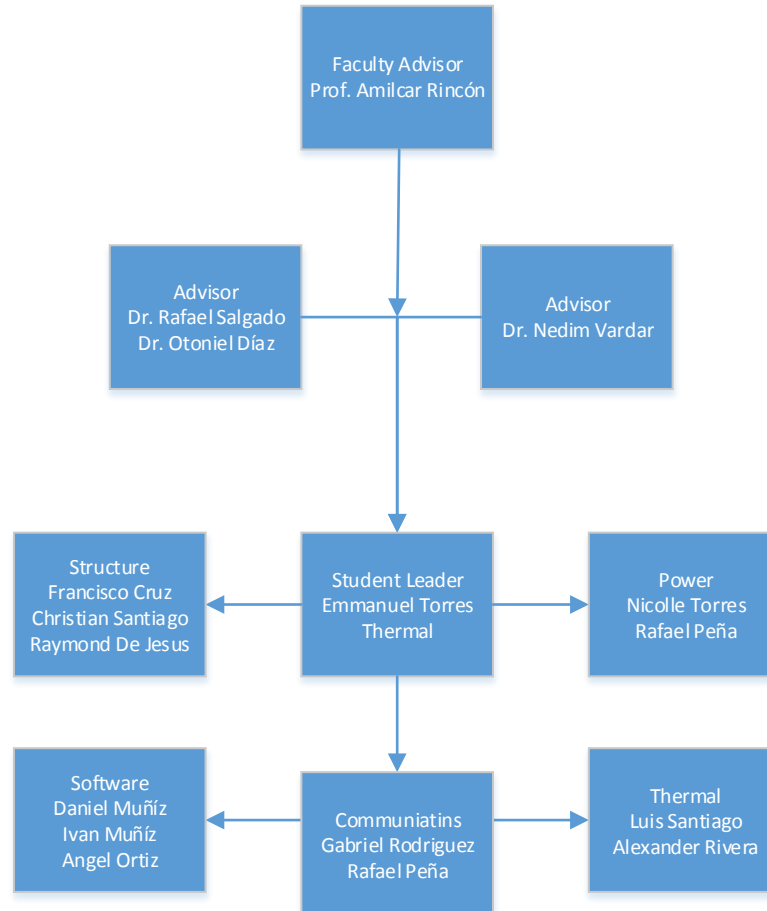 Faculty Advisor
Prof. Amilcar Rincón
Advisor
Dr. Rafael Salgado
Dr. Otoniel Díaz
Advisor
Dr. Nedim Vardar
Structure
Francisco Cruz
Christian Santiago
Raymond De Jesus
Student Leader
Emmanuel Torres
Thermal
Power
Nicolle Torres
Rafael Peña
Software
Daniel Muñíz
Ivan Muñíz
Angel Ortiz
Communiatins
Gabriel Rodriguez
Rafael Peña
Thermal
Luis Santiago
Alexander Rivera